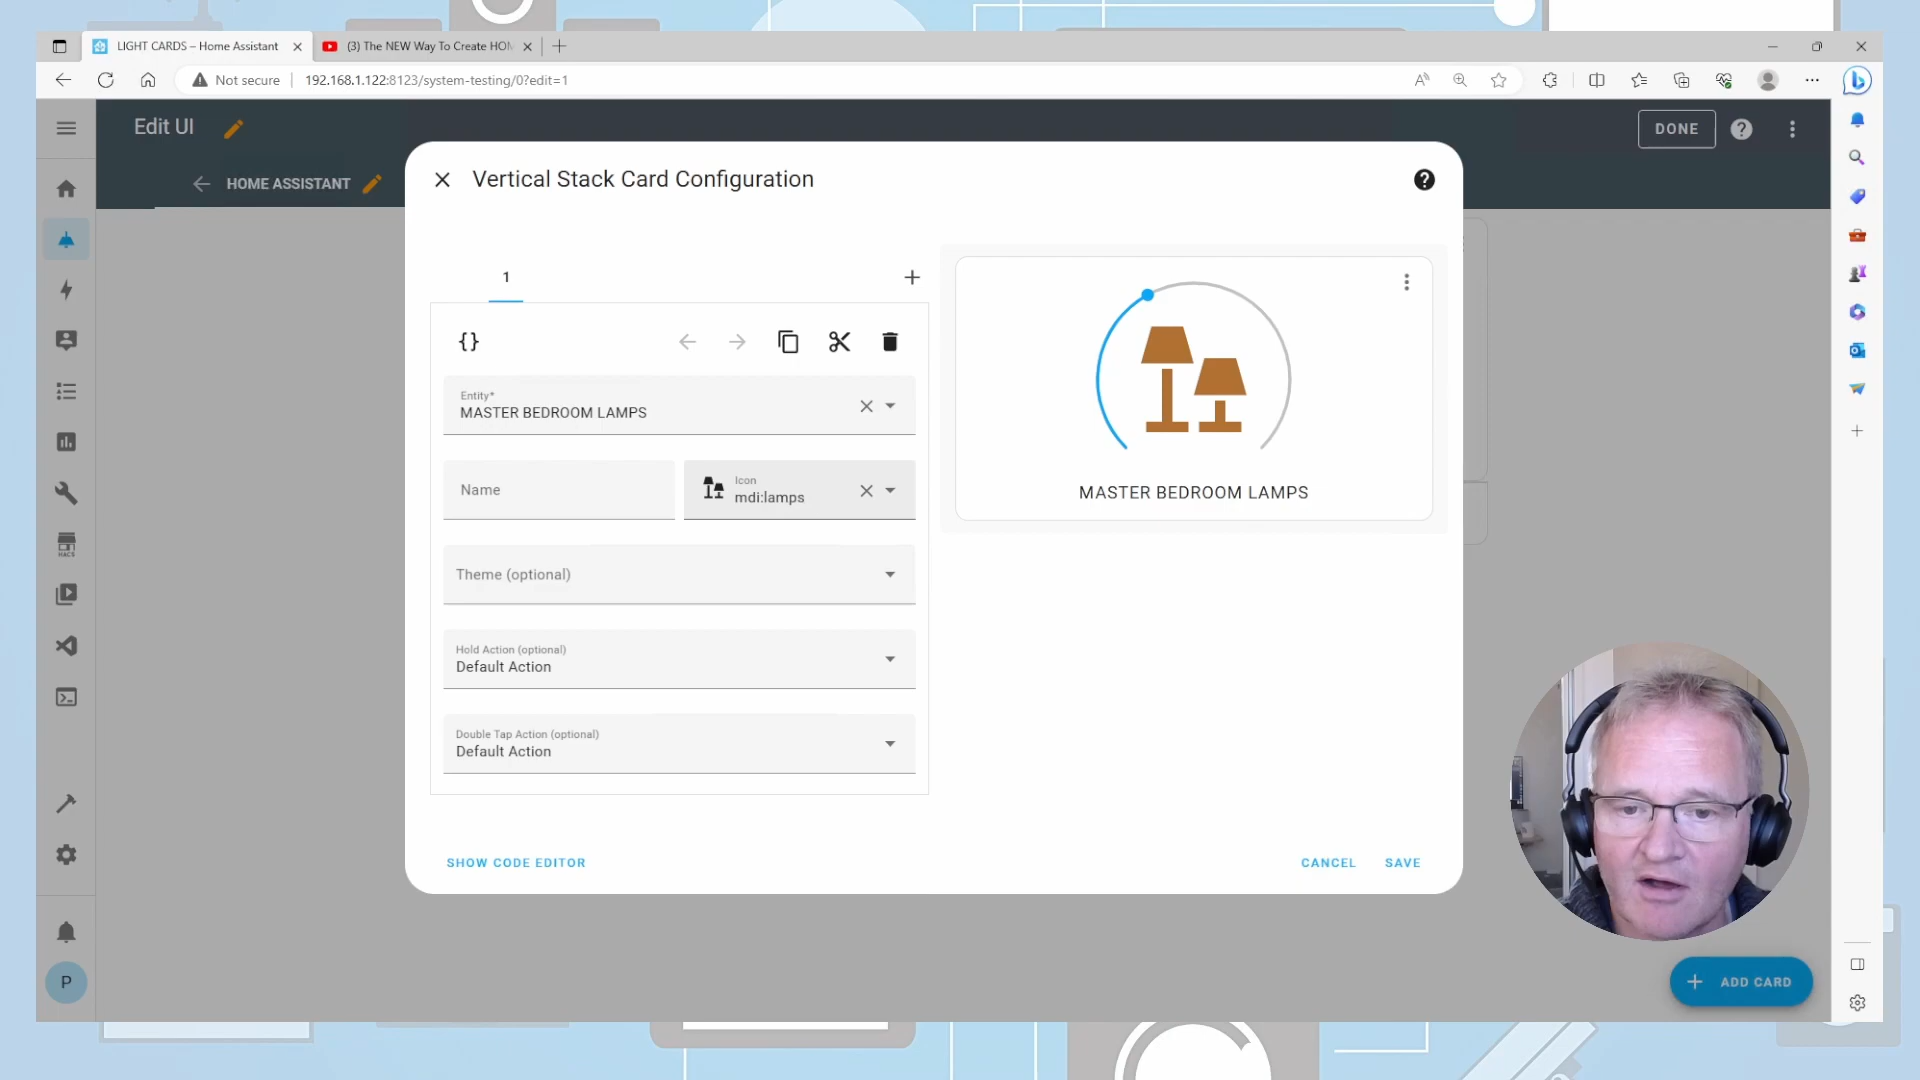 LIGHT CARDS – Home Assistant
(3) The NEW Way To Create HOM
Not secure
192.168.1.122:8123/system-testing/0?edit=1
Edit UI
DONE
HOME ASSISTANT
Vertical Stack Card Configuration
1
{}
Entity*
MASTER BEDROOM LAMPS
Name
Icon
mdi:lamps
MASTER BEDROOM LAMPS
Theme (optional)
HACS
Hold Action (optional)
Default Action
Double Tap Action (optional)
Default Action
SHOW CODE EDITOR
CANCEL
SAVE
P
ADD CARD